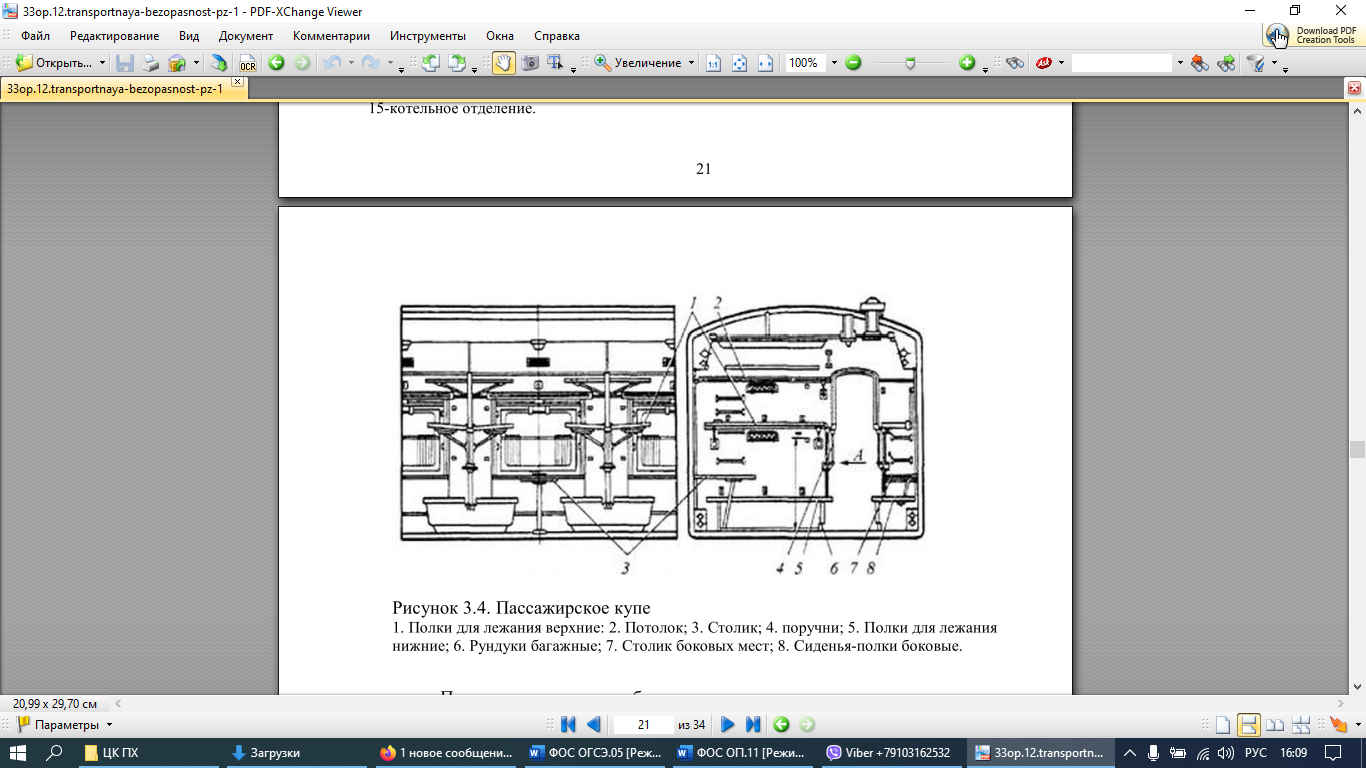 33op.12.transportnaya-bezopasnost-pz-1 - PDF-XChange Viewer
Файл Редактирование Вид Документ Комментарии Инструменты Окна Справка
Download PDF
Creation Tools
Открыть... OCR Увеличение 100%
33op.12.transportnaya-bezopasnost-pz-1
15-котельное отделение.
21
1 2
А
3 4 5 6 7 8
Рисунок 3.4. Пассажирское купе
1. Полки для лежания верхние: 2. Потолок; 3. Столик; 4. поручни; 5. Полки для лежания
нижние; 6. Рундуки багажные; 7. Столик боковых мест; 8. Сиденья-полки боковые.
20,99 x 29,70 см
Параметры 21 из 34
ЦК ПХ Загрузки 1 новое сообщени... ФОС ОГСЭ.05 [Реж... ФОС ОП.11 [Режи... Viber +79103162532 33op.12.transportn... РУС 16:09